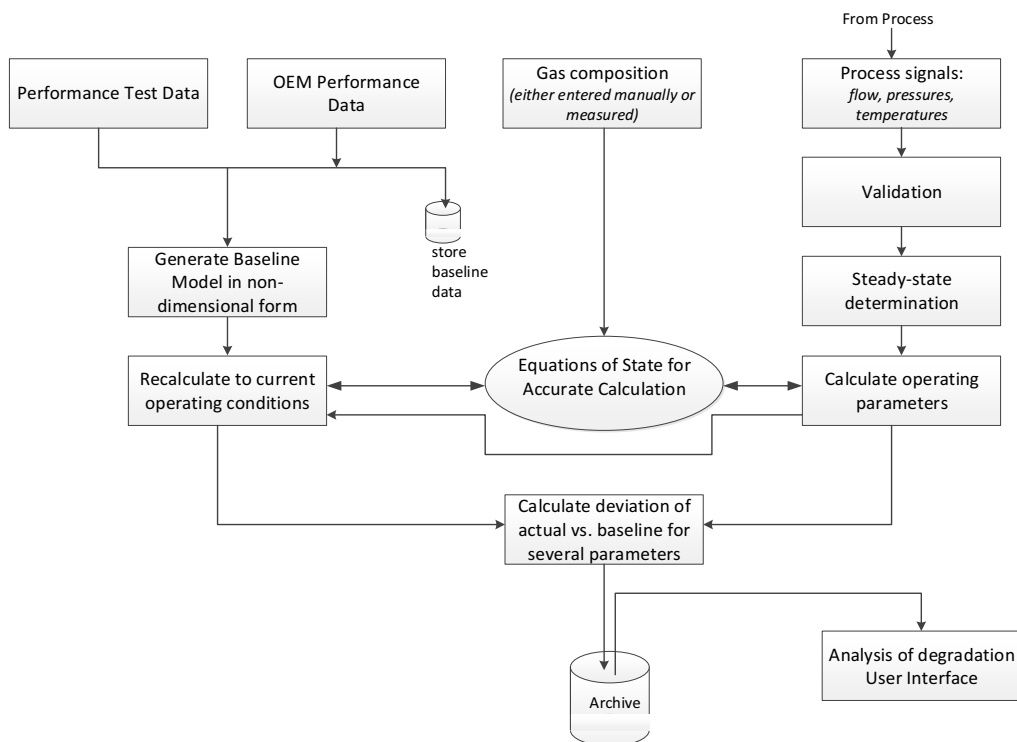 From Process
Performance Test Data
OEM Performance
Data
Gas composition
(either entered manually or
measured)
Process signals:
flow, pressures,
temperatures
Validation
store
baseline
data
Generate Baseline
Model in non-
dimensional form
Steady-state
determination
Recalculate to current
operating conditions
Equations of State for
Accurate Calculation
Calculate operating
parameters
Calculate deviation of
actual vs. baseline for
several parameters
Analysis of degradation
User Interface
Archive